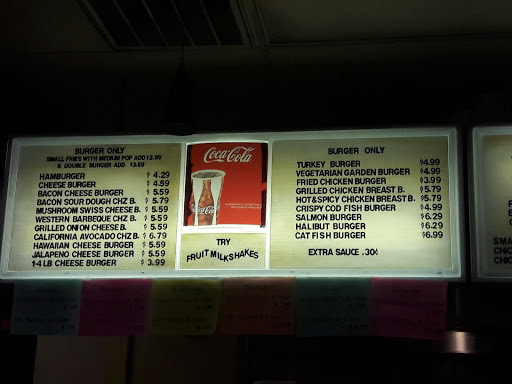 BURGER ONLY
SMALL FRIES WITH MEDIUM POP ADD $3.99
& DOUBLE BURGER ADD $3.59
HAMBURGER $ 4.29
CHEESE BURGER $ 4.59
BACON CHEESE BURGER $ 5.59
BACON SOUR DOUGH CHZ B. $ 5.79
MUSHROOM SWISS CHEESE B. $ 5.59
WESTERN BARBEQUE CHZ B. $ 5.59
GRILLED ONION CHEESE B. $ 5.59
CALIFORNIA AVOCADO CHZ B. $ 6.79
HAWAIIAN CHEESE BURGER $ 5.59
JALAPENO CHEESE BURGER $ 5.59
1-4 LB CHEESE BURGER $ 3.99
Coca-Cola
Coca-Cola
TRY
FRUIT MILKSHAKES
BURGER ONLY
TURKEY BURGER $4.99
VEGETARIAN GARDEN BURGER $4.99
FRIED CHICKEN BURGER $3.99
GRILLED CHICKEN BREAST B. $5.79
HOT&SPICY CHICKEN BREAST B. $5.79
CRISPY COD FISH BURGER $4.99
SALMON BURGER $6.29
HALIBUT BURGER $6.29
CAT FISH BURGER $6.99
EXTRA SAUCE .30¢
SMA
CHIC
CHIC